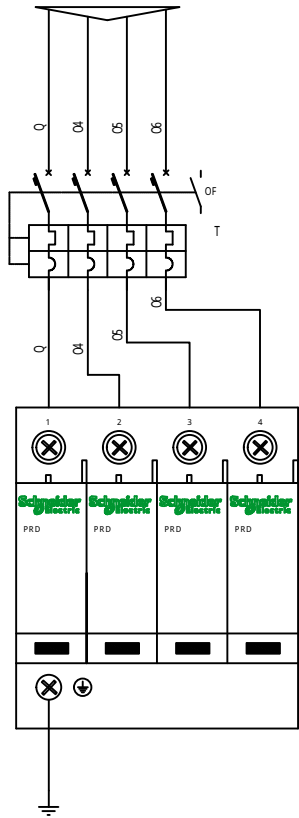 Q 04 05 06
OF
T
Q 04 05 06
1 2 3 4
Schneider Electric Schneider Electric Schneider Electric Schneider Electric
PRD PRD PRD PRD